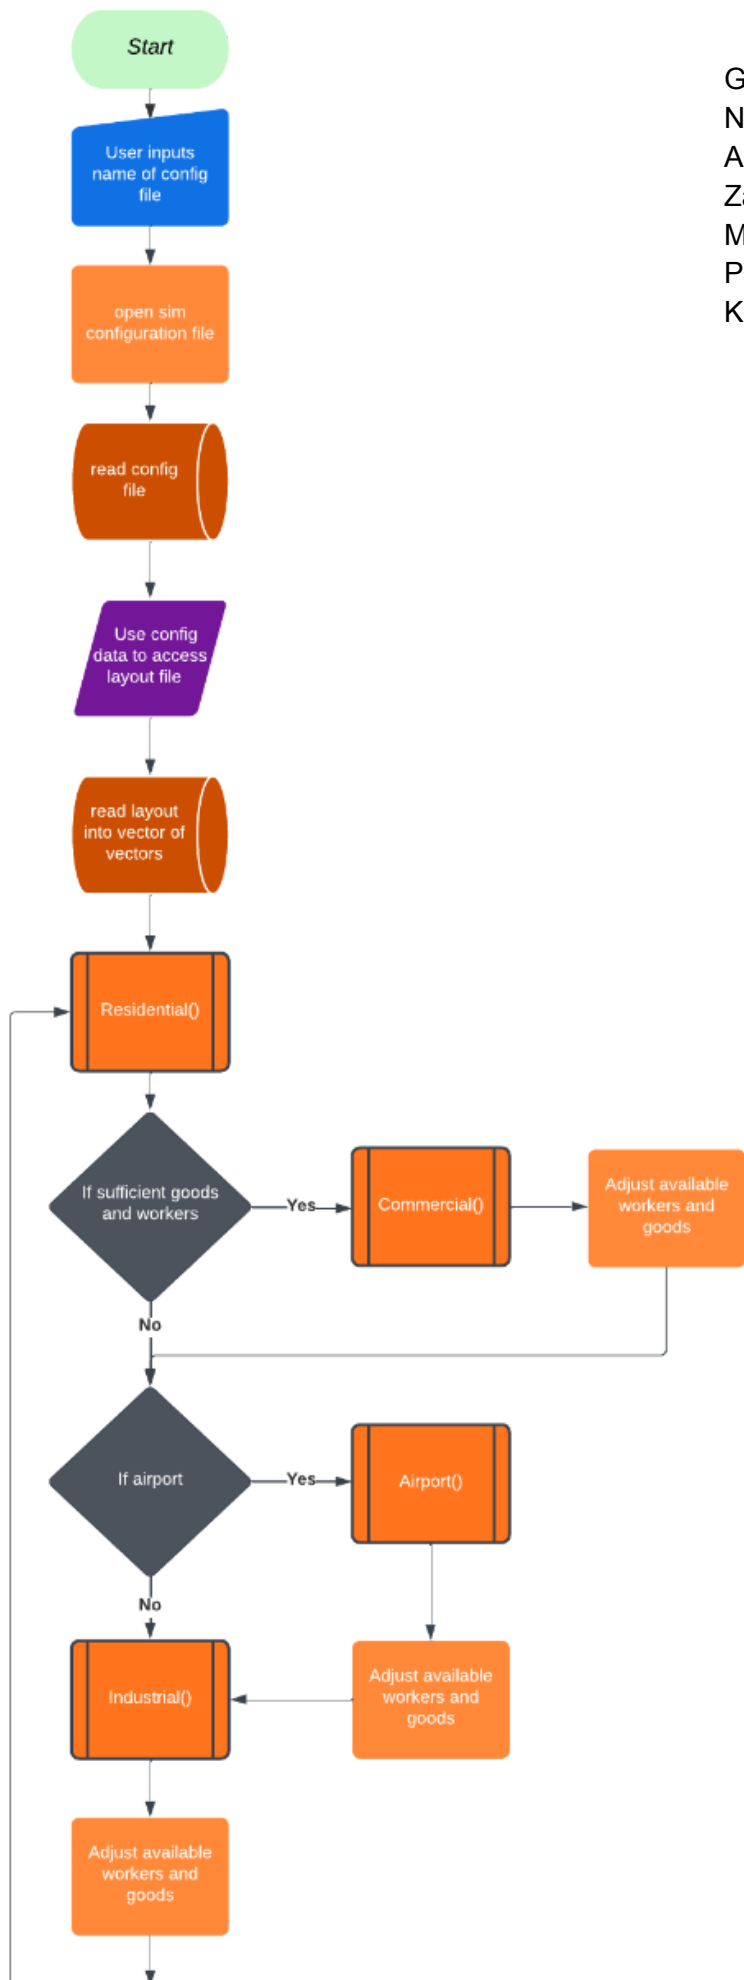 Start
G
N
A
Za
M
P
K
User inputs
name of config
file
open sim
configuration file
read config
file
Use config
data to access
layout file
read layout
into vector of
vectors
Residential()
If sufficient goods
and workers
Yes
Commercial()
Adjust available
workers and
goods
No
If airport
Yes
Airport()
No
Industrial()
Adjust available
workers and
goods
Adjust available
workers and
goods